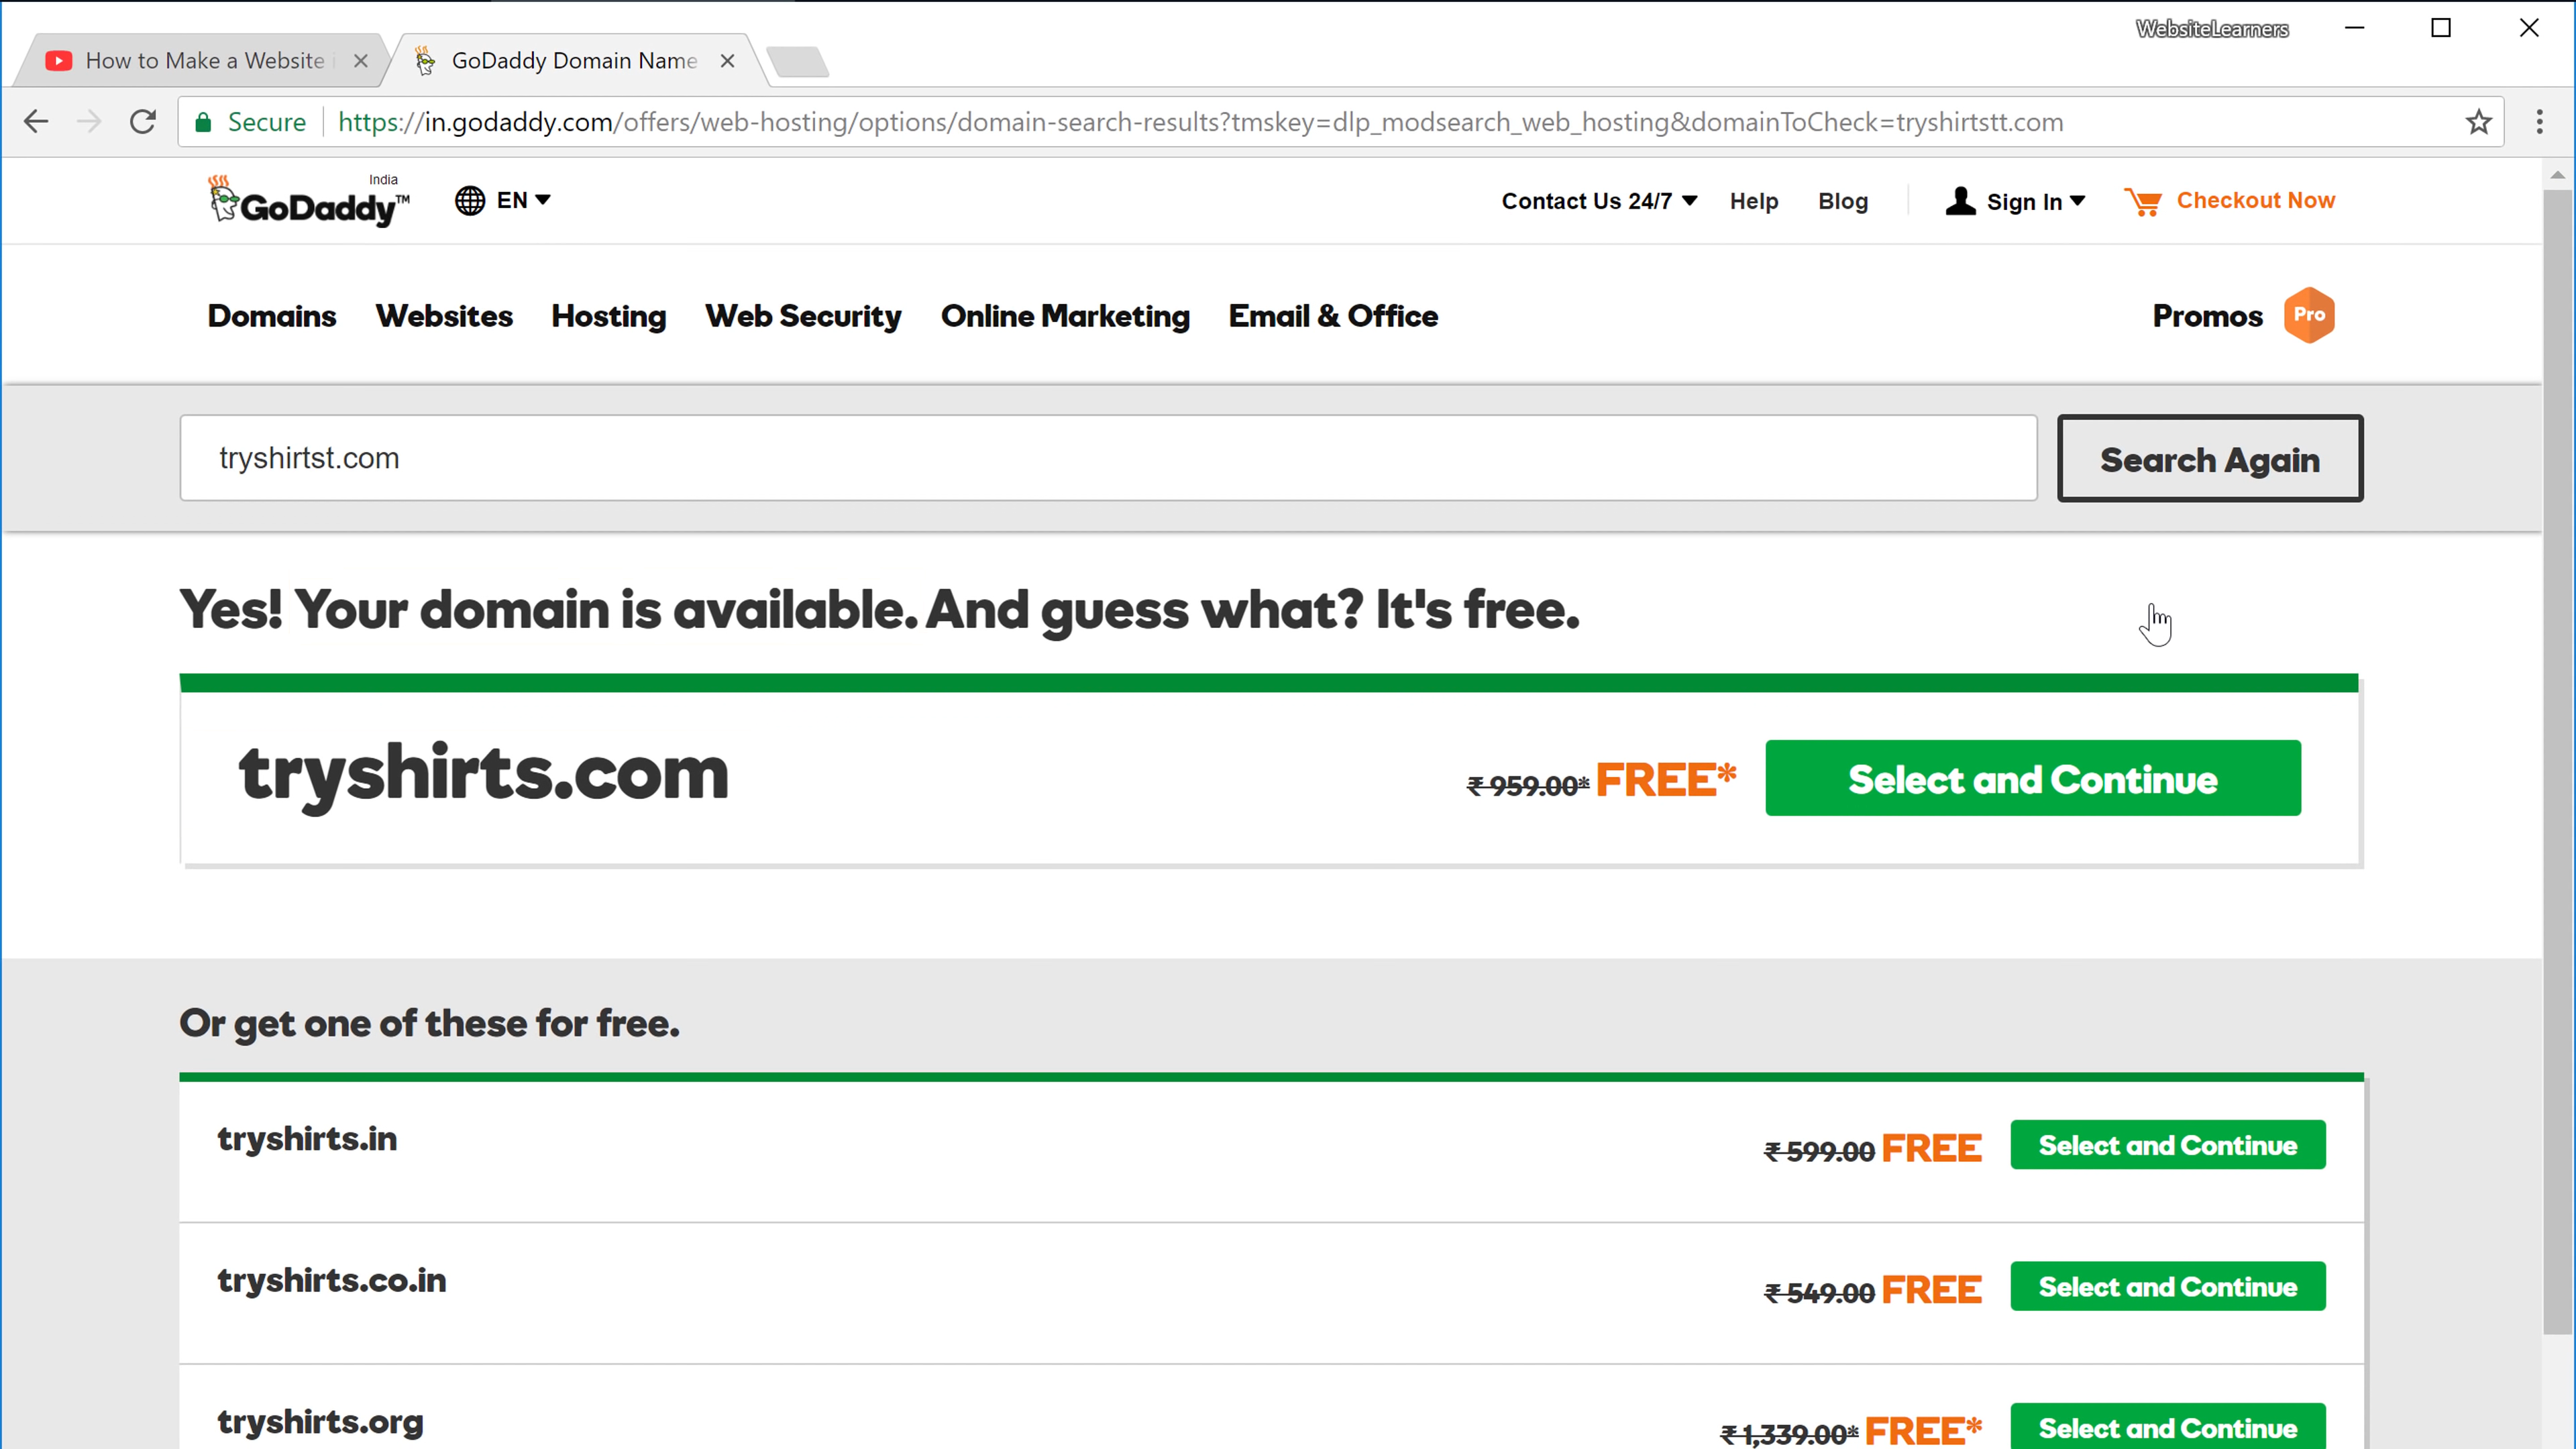 WebsiteLearners
How to Make a Website
GoDaddy Domain Name
Secure https://in.godaddy.com/offers/web-hosting/options/domain-search-results?tmskey=dlp_modsearch_web_hosting&domainToCheck=tryshirtstt.com
India
GoDaddy™ EN Contact Us 24/7 Help Blog Sign In Checkout Now
Domains Websites Hosting Web Security Online Marketing Email & Office Promos Pro
tryshirtst.com Search Again
Yes! Your domain is available. And guess what? It's free.
tryshirts.com ₹ 959.00* FREE* Select and Continue
Or get one of these for free.
tryshirts.in ₹ 599.00 FREE Select and Continue
tryshirts.co.in ₹ 549.00 FREE Select and Continue
tryshirts.org ₹ 1,339.00* FREE* Select and Continue